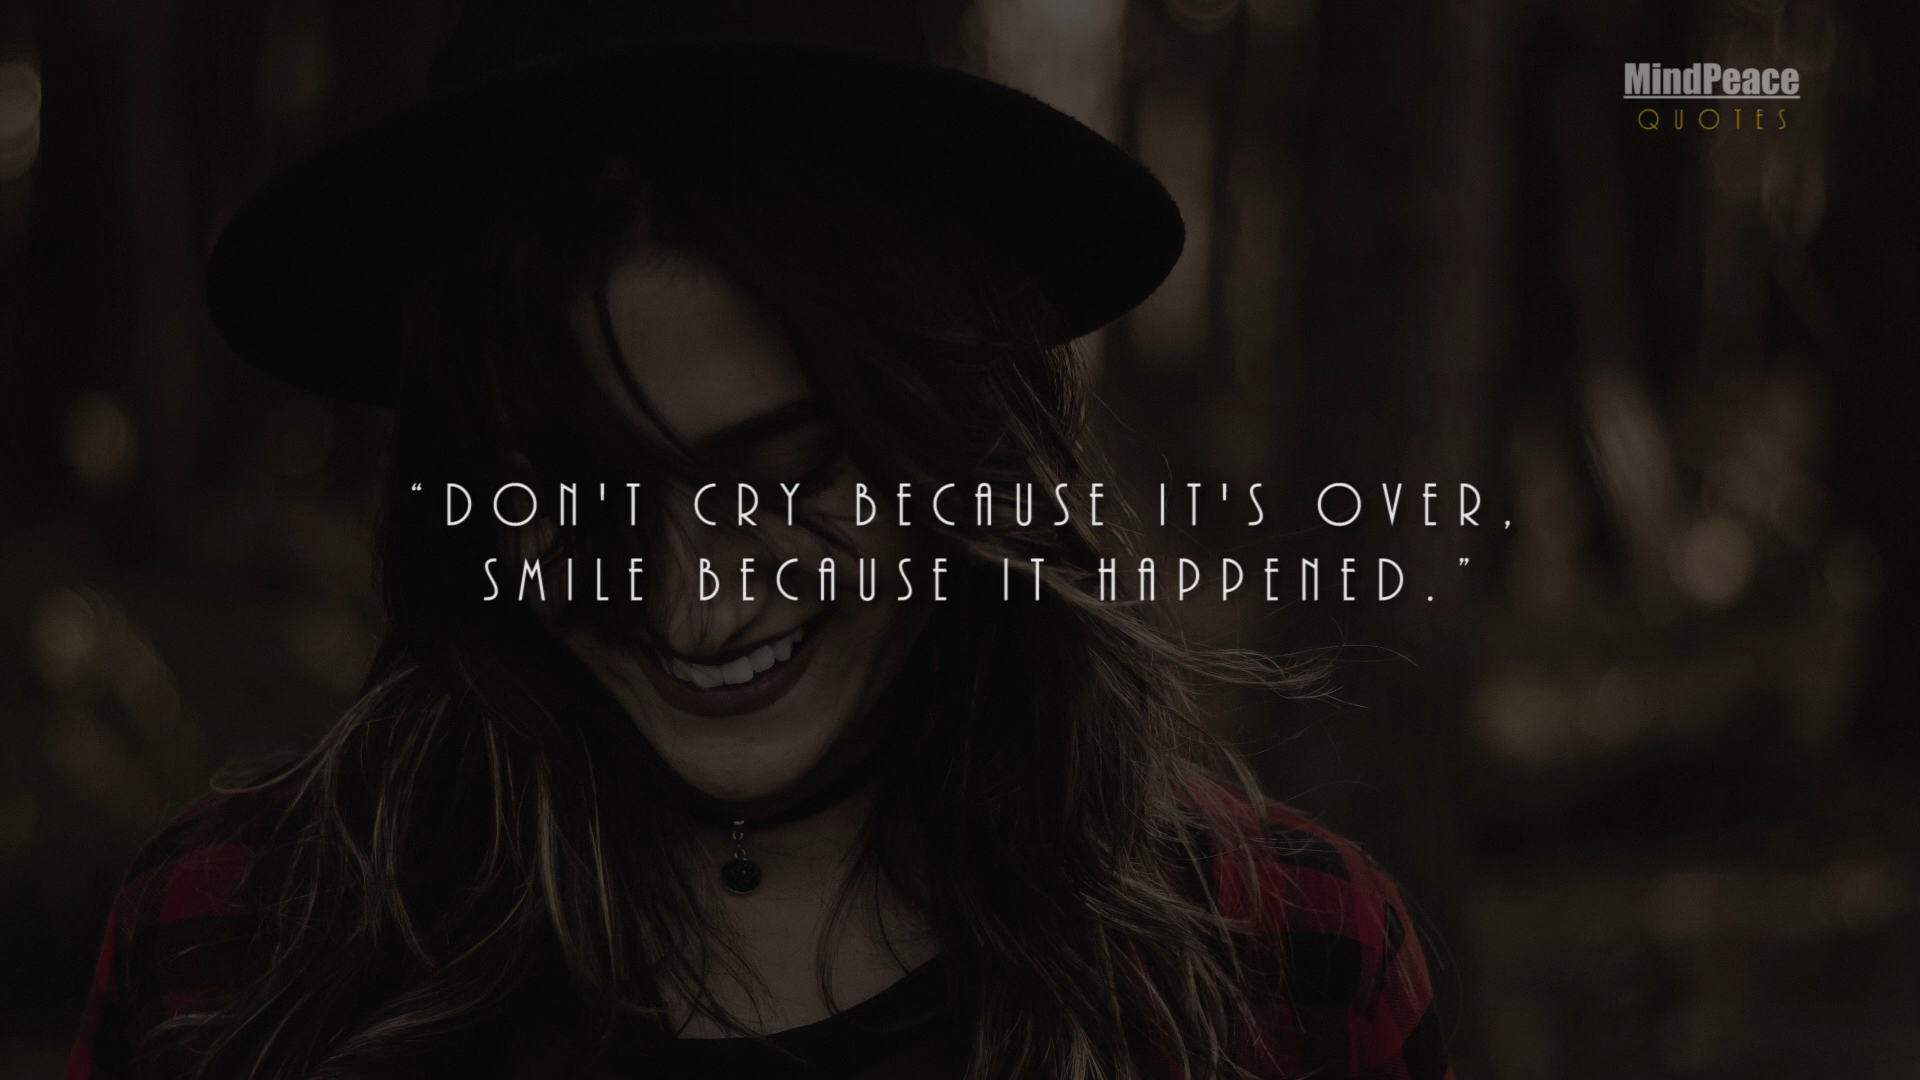 MindPeace
QUOTES
“DON'T CRY BECAUSE IT'S OVER,
SMILE BECAUSE IT HAPPENED.”